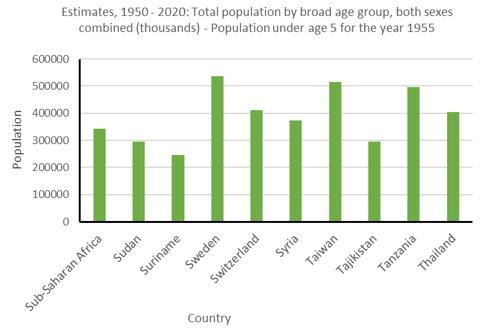 Estimates, 1950 - 2020: Total population by broad age group, both sexes
combined (thousands) - Population under age 5 for the year 1955
Population
600000
500000
400000
300000
200000
100000
0
Sub-Saharan Africa
Sudan
Suriname
Sweden
Switzerland
Syria
Taiwan
Tajikistan
Tanzania
Thailand
Country